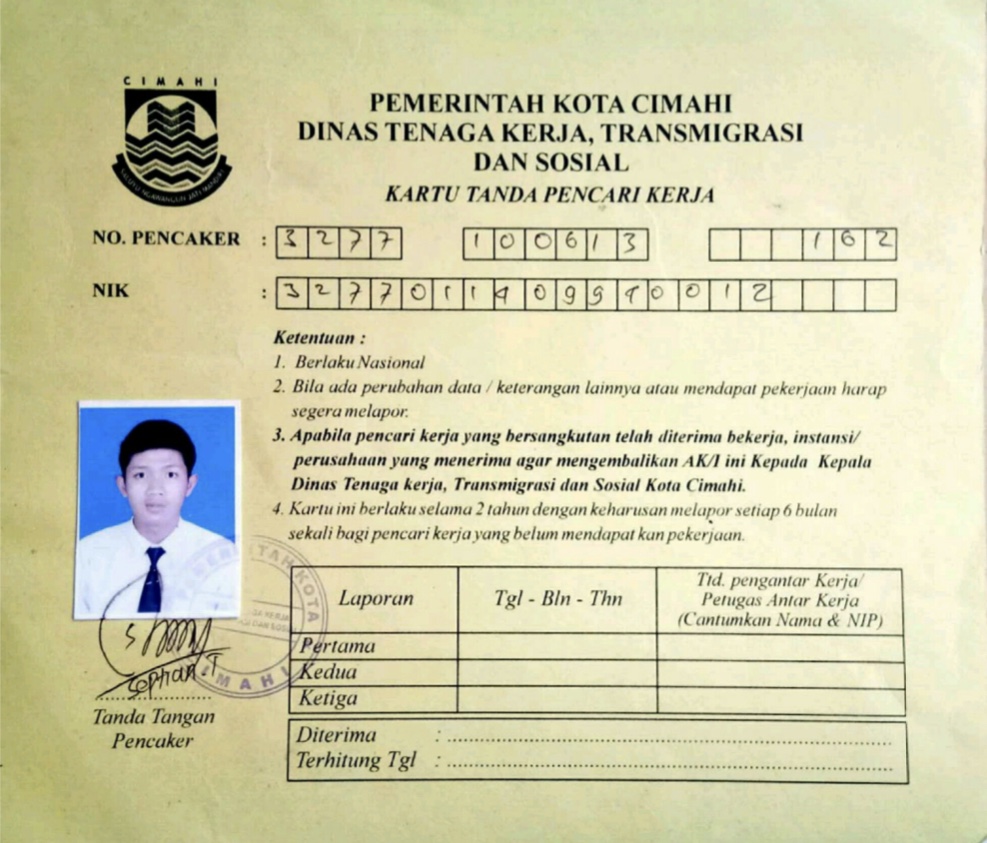 CIMAHI
PEMERINTAH KOTA CIMAHI
DINAS TENAGA KERJA, TRANSMIGRASI
DAN SOSIAL
KARTU TANDA PENCARI KERJA
NO. PENCAKER : 3277 100613 162
NIK : 3277011409940012
Ketentuan :
1. Berlaku Nasional
2. Bila ada perubahan data / keterangan lainnya atau mendapat pekerjaan harap
segera melapor.
3. Apabila pencari kerja yang bersangkutan telah diterima bekerja, instansi/
perusahaan yang menerima agar mengembalikan AK/I ini Kepada Kepala
Dinas Tenaga kerja, Transmigrasi dan Sosial Kota Cimahi.
4. Kartu ini berlaku selama 2 tahun dengan keharusan melapor setiap 6 bulan
sekali bagi pencari kerja yang belum mendapat kan pekerjaan.
Laporan
Tgl - Bln - Thn
Ttd. pengantar Kerja/
Petugas Antar Kerja
(Cantumkan Nama & NIP)
Pertama
Kedua
Ketiga
KOTA
CIMAHI
Tanda Tangan
Pencaker
Diterima :
Terhitung Tgl :